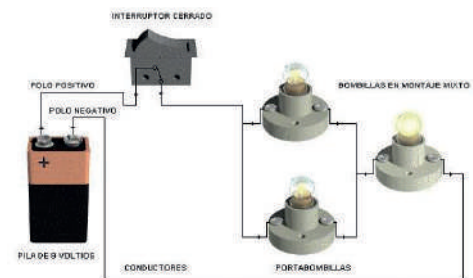 INTERRUPTOR CERRADO
POLO POSITIVO
BOMBILLAS EN MONTAJE MIXTO
POLO NEGATIVO
+
PILA DE 9 VOLTIOS
CONDUCTORES
PORTABOMBILLAS